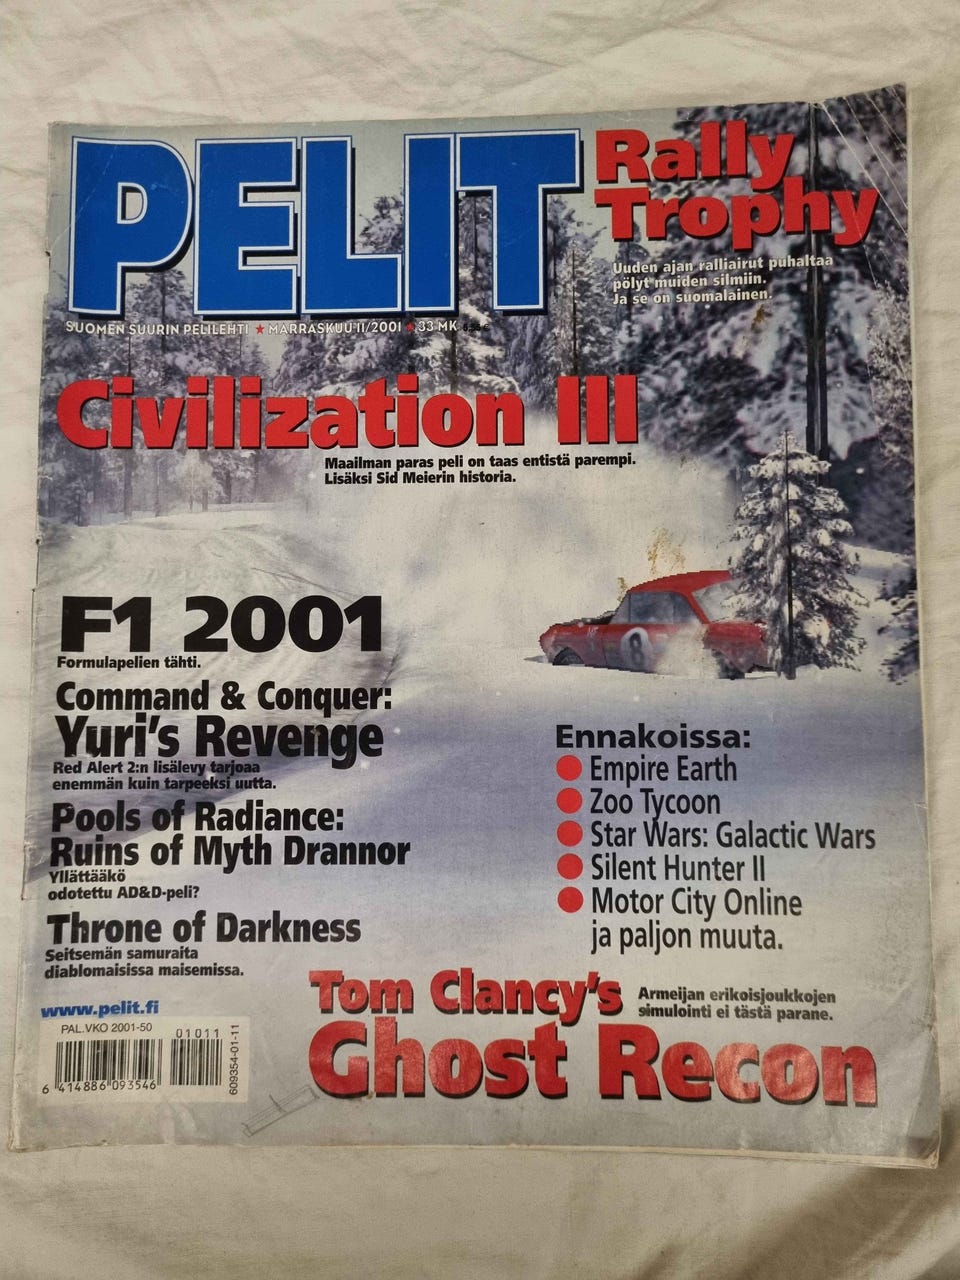 PELIT
SUOMEN SUURIN PELILEHTI ★ MARRASKUU 11/2001 ★ 33 MK 5,55 €
Rally
Trophy
Uuden ajan ralliairut puhaltaa
pölyt muiden silmiin.
Ja se on suomalainen.
Civilization III
Maailman paras peli on taas entistä parempi.
Lisäksi Sid Meierin historia.
8
F1 2001
Formulapelien tähti.
Command & Conquer:
Yuri's Revenge
Red Alert 2:n lisälevy tarjoaa
enemmän kuin tarpeeksi uutta.
Pools of Radiance:
Ruins of Myth Drannor
Yllättääkö
odotettu AD&D-peli?
Throne of Darkness
Seitsemän samuraita
diablomaisissa maisemissa.
Ennakoissa:
Empire Earth
Zoo Tycoon
Star Wars: Galactic Wars
Silent Hunter II
Motor City Online
ja paljon muuta.
Tom Clancy's
Ghost Recon
Armeijan erikoisjoukkojen
simulointi ei tästä parane.
www.pelit.fi
PAL.VKO 2001-50
01011
6 414886 093546
609354-01-11